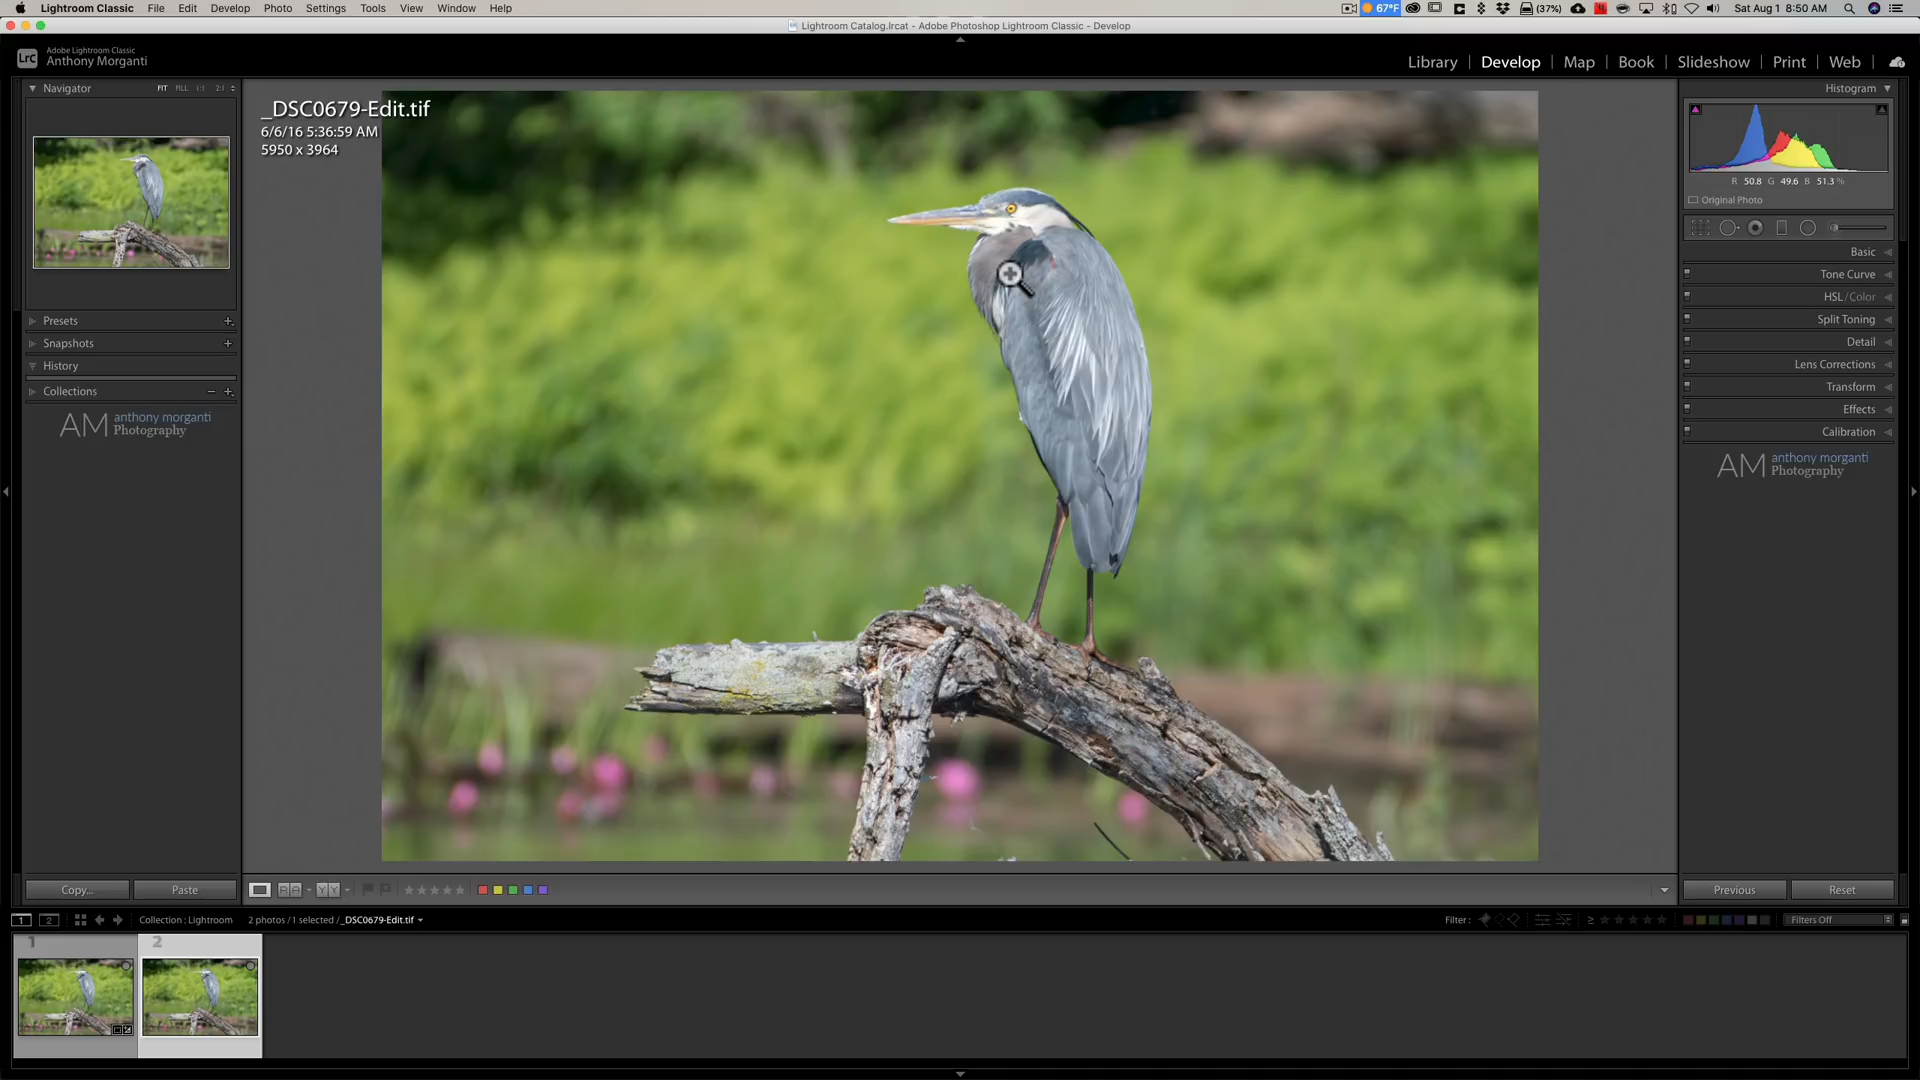 Lightroom Classic File Edit Develop Photo Settings Tools View Window Help
67°F (37%) Sat Aug 1 8:50 AM
Lightroom Catalog.lrcat - Adobe Photoshop Lightroom Classic - Develop
LrC Adobe Lightroom Classic
Anthony Morganti
Library | Develop | Map | Book | Slideshow | Print | Web
Navigator FIT FILL 1:1 2:1
Presets
Snapshots
History
Collections
AM anthony morganti
Photography
Copy... Paste
_DSC0679-Edit.tif
6/6/16 5:36:59 AM
5950 x 3964
Histogram
R 50.8 G 49.6 B 51.3 %
Original Photo
Basic
Tone Curve
HSL / Color
Split Toning
Detail
Lens Corrections
Transform
Effects
Calibration
AM anthony morganti
Photography
Previous Reset
1 2 Collection : Lightroom 2 photos / 1 selected / _DSC0679-Edit.tif Filter : Filters Off
1 2